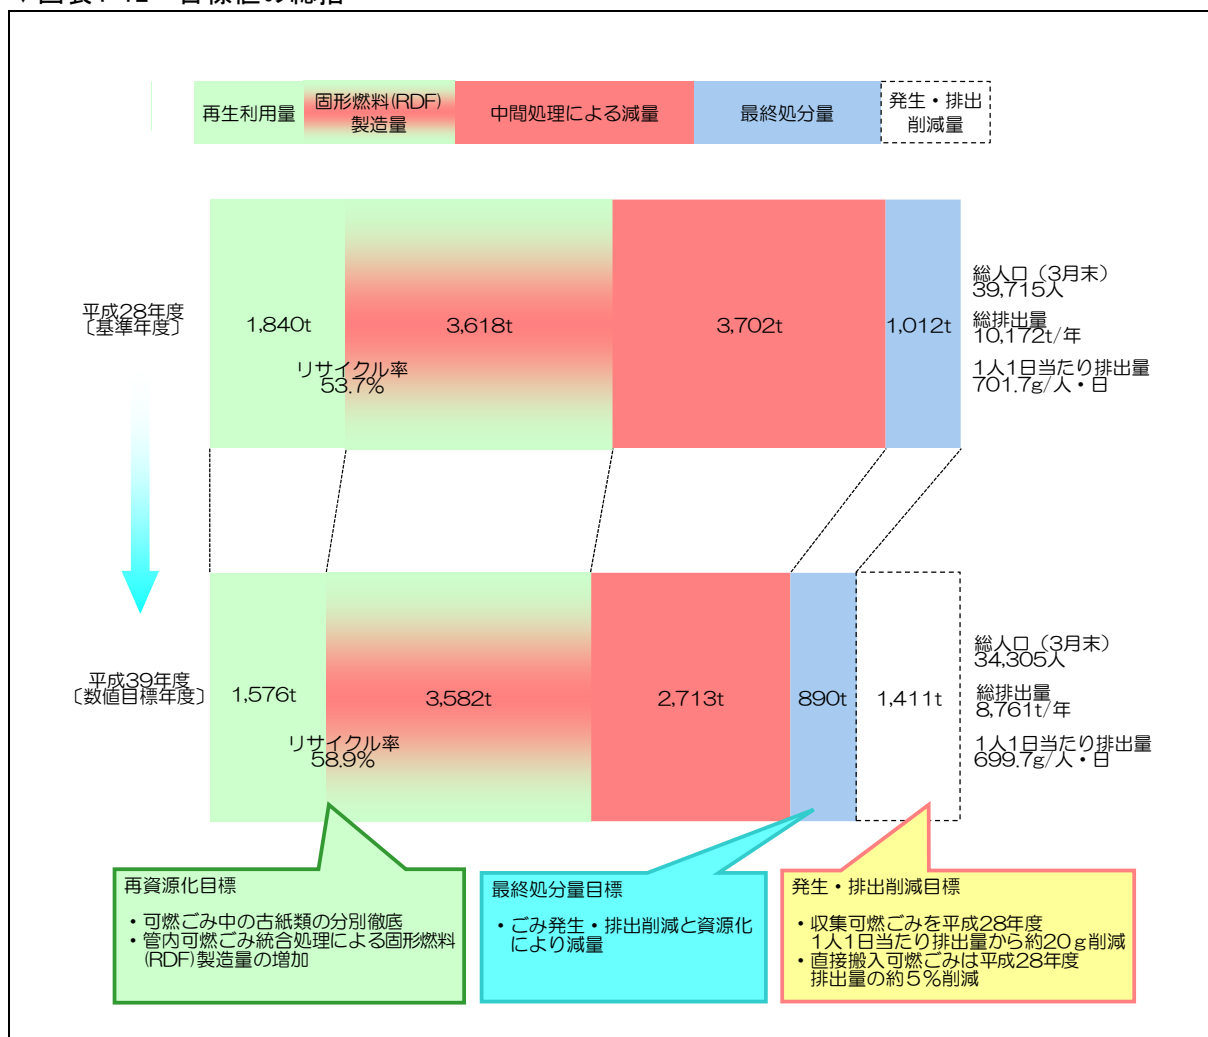 再生利用量
固形燃料(RDF)
製造量
中間処理による減量
最終処分量
発生・排出
削減量
平成28年度
〔基準年度〕
1,840t
3,618t
3,702t
1,012t
リサイクル率
53.7%
総人口（3月末）
39,715人
総排出量
10,172t/年
1人1日当たり排出量
701.7g/人・日
平成39年度
〔数値目標年度〕
1,576t
3,582t
2,713t
890t
1,411t
リサイクル率
58.9%
総人口（3月末）
34,305人
総排出量
8,761t/年
1人1日当たり排出量
699.7g/人・日
再資源化目標
・可燃ごみ中の古紙類の分別徹底
・管内可燃ごみ統合処理による固形燃料
(RDF)製造量の増加
最終処分量目標
・ごみ発生・排出削減と資源化
により減量
発生・排出削減目標
・収集可燃ごみを平成28年度
1人1日当たり排出量から約20ｇ削減
・直接搬入可燃ごみは平成28年度
排出量の約５％削減